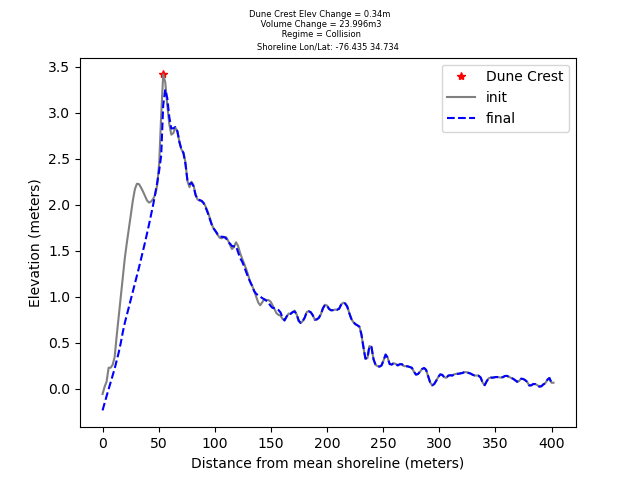 Dune Crest Elev Change = 0.34m
Volume Change = 23.996m3
Regime = Collision
Shoreline Lon/Lat: -76.435 34.734
Dune Crest
init
final
Elevation (meters)
3.5
3.0
2.5
2.0
1.5
1.0
0.5
0.0
0
50
100
150
200
250
300
350
400
Distance from mean shoreline (meters)